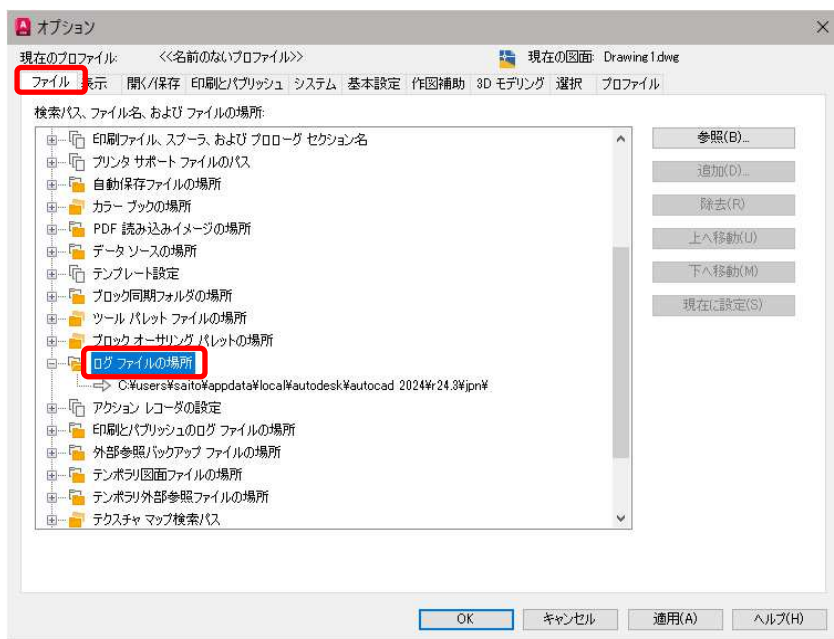 オプション
現在のプロファイル: <<名前のないプロファイル>> 現在の図面: Drawing1.dwg
ファイル 表示 開く/保存 印刷とパブリッシュ システム 基本設定 作図補助 3D モデリング 選択 プロファイル
検索パス、ファイル名、および ファイルの場所:
印刷ファイル、スプーラ、および プロローグ セクション名
プリンタ サポート ファイルのパス
自動保存ファイルの場所
カラー ブックの場所
PDF 読み込みイメージの場所
データ ソースの場所
テンプレート設定
ブロック同期フォルダの場所
ツール パレット ファイルの場所
ブロック オーサリング パレットの場所
ログ ファイルの場所
C:¥users¥saito¥appdata¥local¥autodesk¥autocad 2024¥r24.3¥jpn¥
アクション レコーダの設定
印刷とパブリッシュのログ ファイルの場所
外部参照バックアップ ファイルの場所
テンポラリ図面ファイルの場所
テンポラリ外部参照ファイルの場所
テクスチャ マップ検索パス
参照(B)...
追加(D)...
除去(R)
上へ移動(U)
下へ移動(M)
現在に設定(S)
OK キャンセル 適用(A) ヘルプ(H)